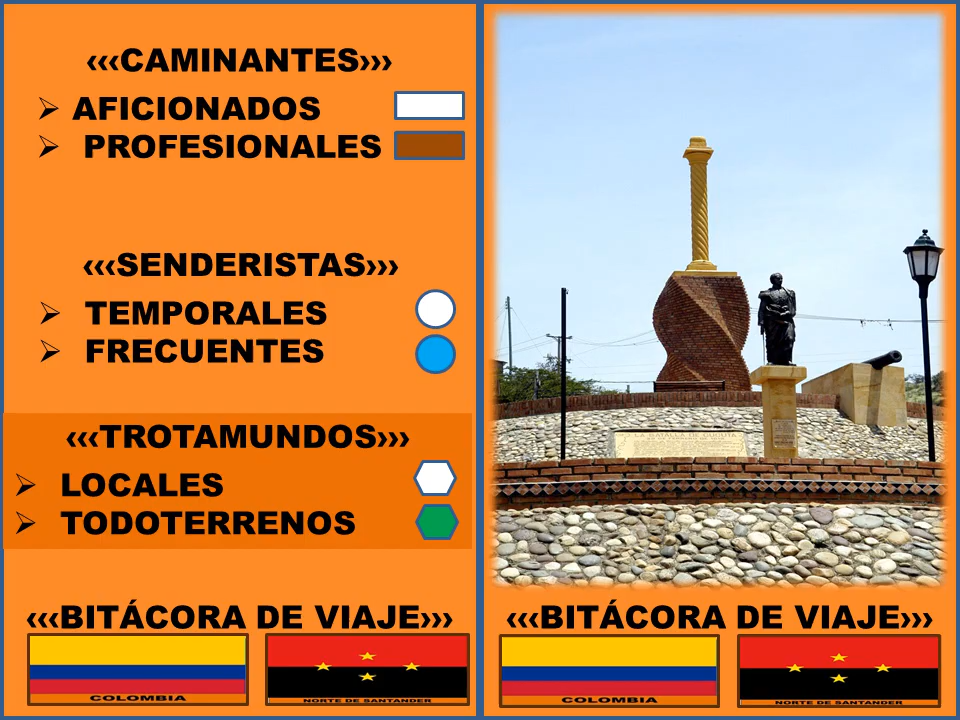 ‹‹‹CAMINANTES›››
➢ AFICIONADOS
➢ PROFESIONALES
‹‹‹SENDERISTAS›››
➢ TEMPORALES
➢ FRECUENTES
‹‹‹TROTAMUNDOS›››
➢ LOCALES
➢ TODOTERRENOS
‹‹‹BITÁCORA DE VIAJE›››
COLOMBIA
NORTE DE SANTANDER
LA BATALLA DE CUCUTA
‹‹‹BITÁCORA DE VIAJE›››
COLOMBIA
NORTE DE SANTANDER